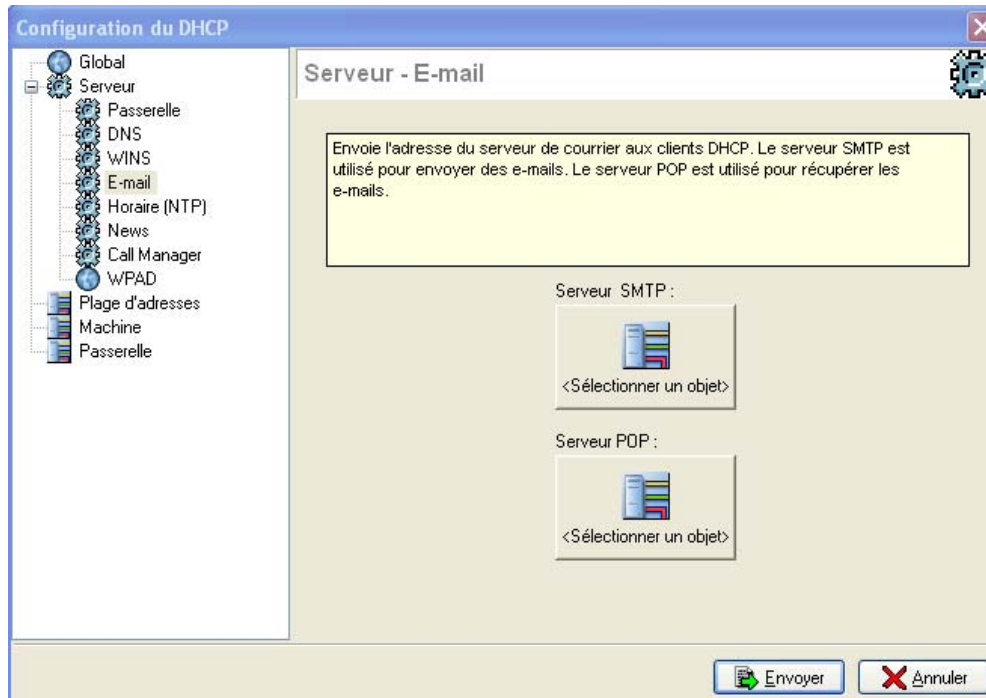 Configuration du DHCP
Global
Serveur
Passerelle
DNS
WINS
E-mail
Horaire (NTP)
News
Call Manager
WPAD
Plage d'adresses
Machine
Passerelle
Serveur - E-mail
Envoie l'adresse du serveur de courrier aux clients DHCP. Le serveur SMTP est
utilisé pour envoyer des e-mails. Le serveur POP est utilisé pour récupérer les
e-mails.
Serveur SMTP :
<Sélectionner un objet>
Serveur POP :
<Sélectionner un objet>
Envoyer
Annuler